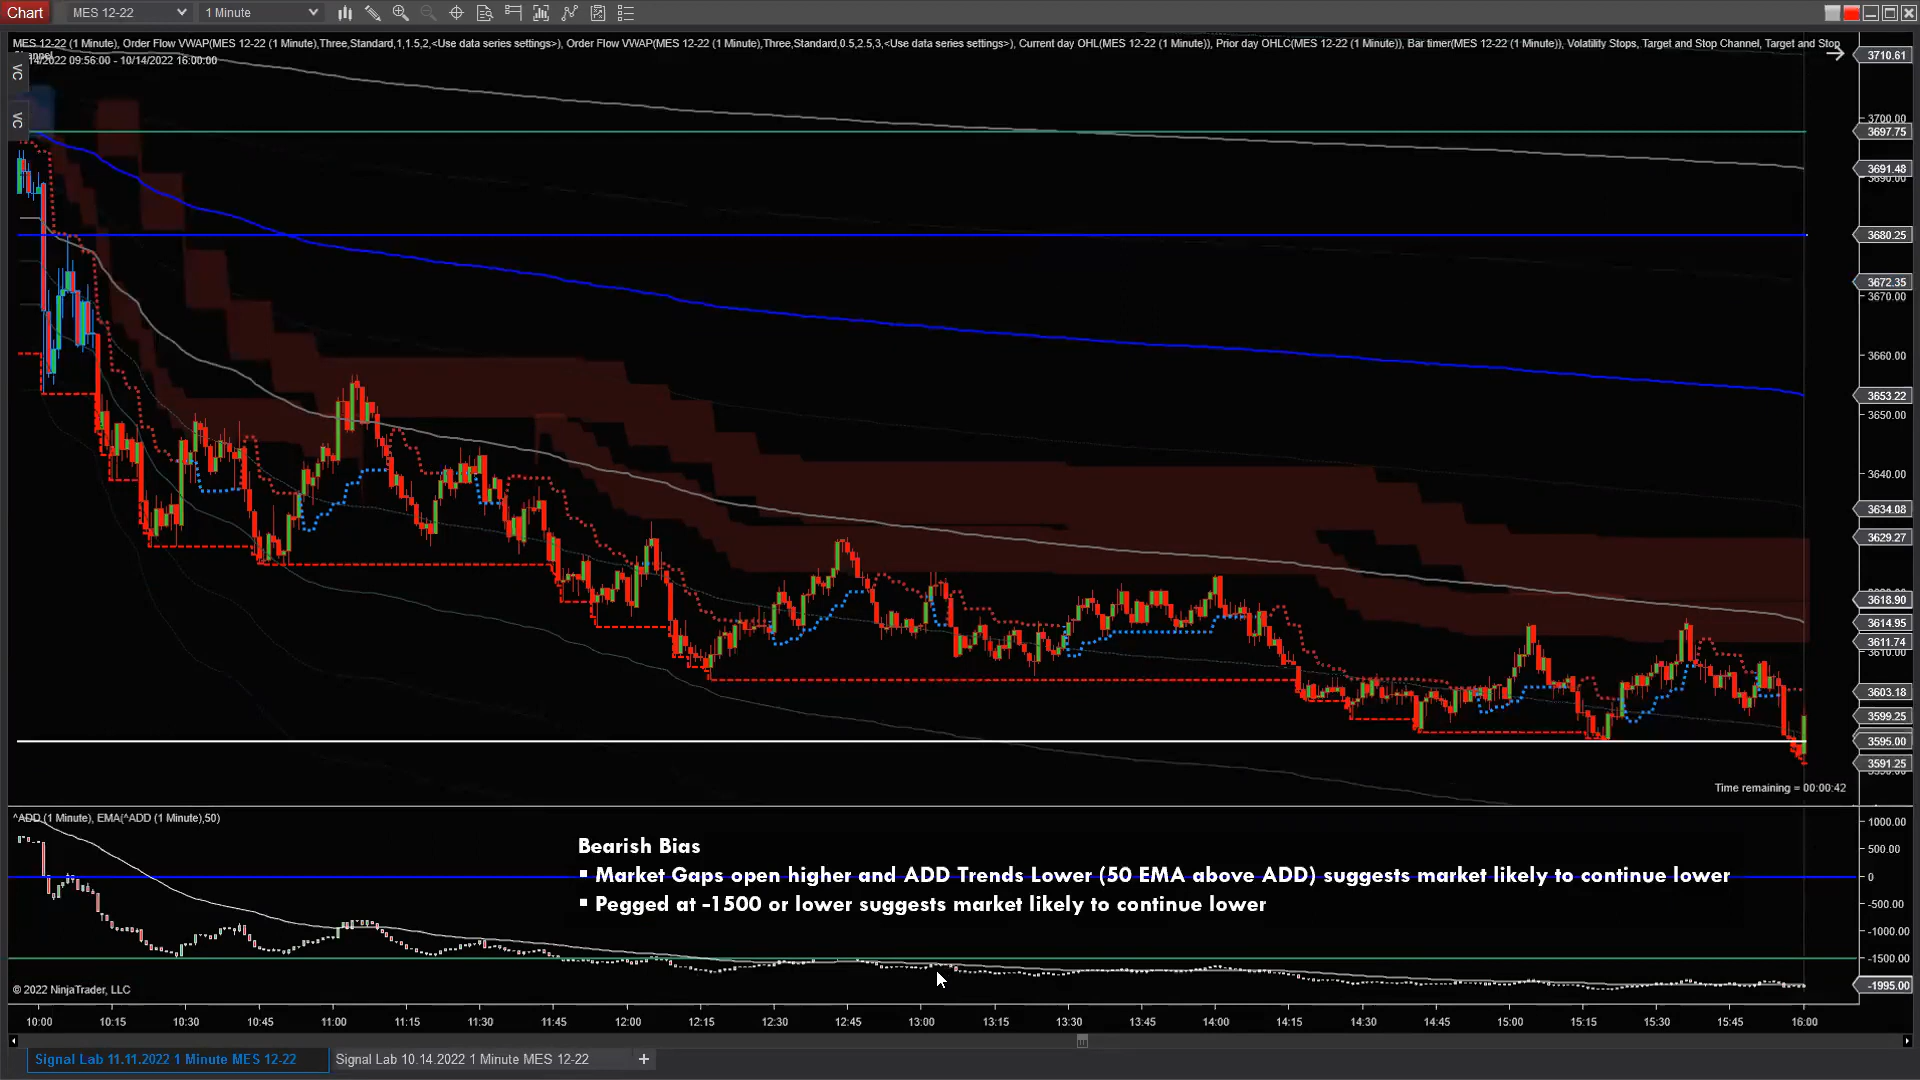 Chart
MES 12-22
1 Minute
MES 12-22 (1 Minute), Order Flow VWAP(MES 12-22 (1 Minute),Three,Standard,1,1.5,2,<Use data series settings>), Order Flow VWAP(MES 12-22 (1 Minute),Three,Standard,0.5,2.5,3,<Use data series settings>), Current day OHL(MES 12-22 (1 Minute)), Prior day OHLC(MES 12-22 (1 Minute)), Bar timer(MES 12-22 (1 Minute)), Volatility Stops, Target and Stop Channel, Target and Stop
09:56:00 - 10/14/2022 16:00:00
VC
VC
3710.61
3700.00
3697.75
3691.48
3690.00
3680.25
3672.35
3670.00
3660.00
3653.22
3650.00
3640.00
3634.08
3629.27
3618.90
3614.95
3611.74
3610.00
3603.18
3599.25
3595.00
3591.25
Time remaining = 00:00:42
^ADD (1 Minute), EMA(^ADD (1 Minute),50)
Bearish Bias
▪ Market Gaps open higher and ADD Trends Lower (50 EMA above ADD) suggests market likely to continue lower
▪ Pegged at -1500 or lower suggests market likely to continue lower
1000.00
500.00
0
-500.00
-1000.00
-1500.00
-1995.00
© 2022 NinjaTrader, LLC
10:00 10:15 10:30 10:45 11:00 11:15 11:30 11:45 12:00 12:15 12:30 12:45 13:00 13:15 13:30 13:45 14:00 14:15 14:30 14:45 15:00 15:15 15:30 15:45 16:00
Signal Lab 11.11.2022 1 Minute MES 12-22
Signal Lab 10.14.2022 1 Minute MES 12-22
+